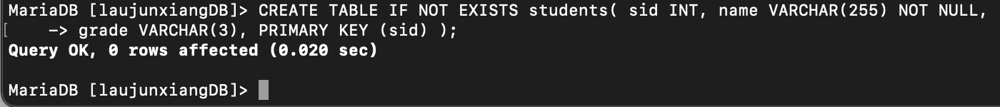 MariaDB [laujunxiangDB]> CREATE TABLE IF NOT EXISTS students( sid INT, name VARCHAR(255) NOT NULL,
[    -> grade VARCHAR(3), PRIMARY KEY (sid) );
Query OK, 0 rows affected (0.020 sec)
MariaDB [laujunxiangDB]>